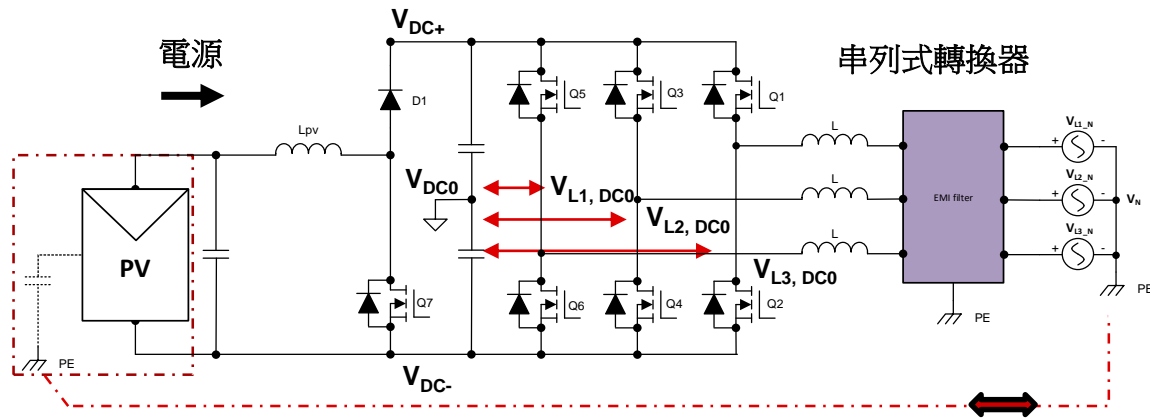 V_DC+
電源
串列式轉換器
D1
Q5
Q3
Q1
Lpv
L
V_L1_N
+
-
V_DC0
V_L1, DC0
L
EMI filter
V_L2_N
+
-
V_N
V_L2, DC0
PV
L
V_L3_N
+
-
V_L3, DC0
Q7
Q6
Q4
Q2
PE
PE
PE
V_DC-